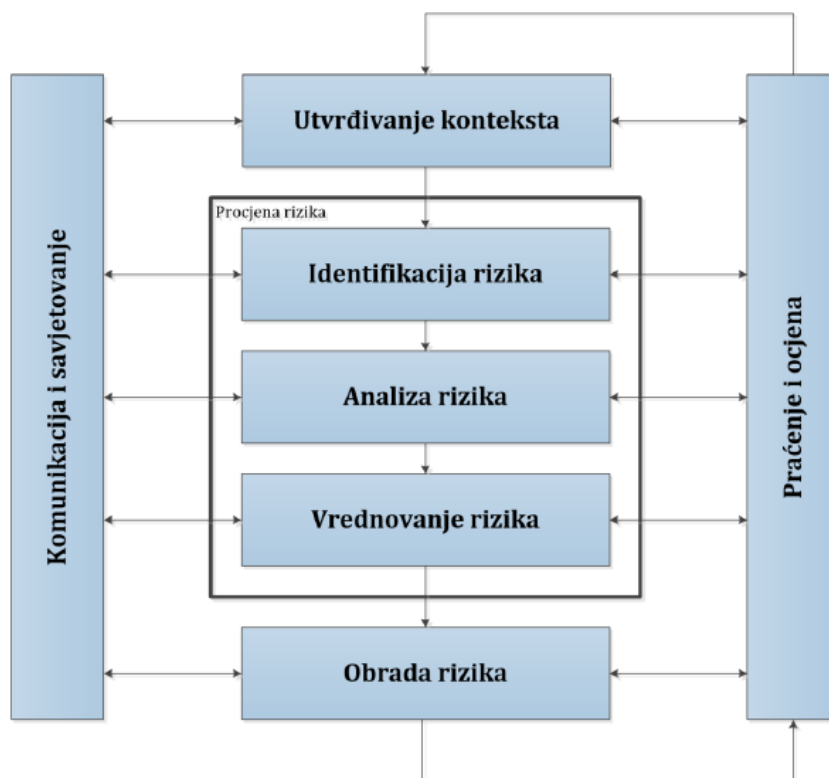 Utvrđivanje konteksta
Procjena rizika
Identifikacija rizika
Analiza rizika
Vrednovanje rizika
Obrada rizika
Komunikacija i savjetovanje
Praćenje i ocjena